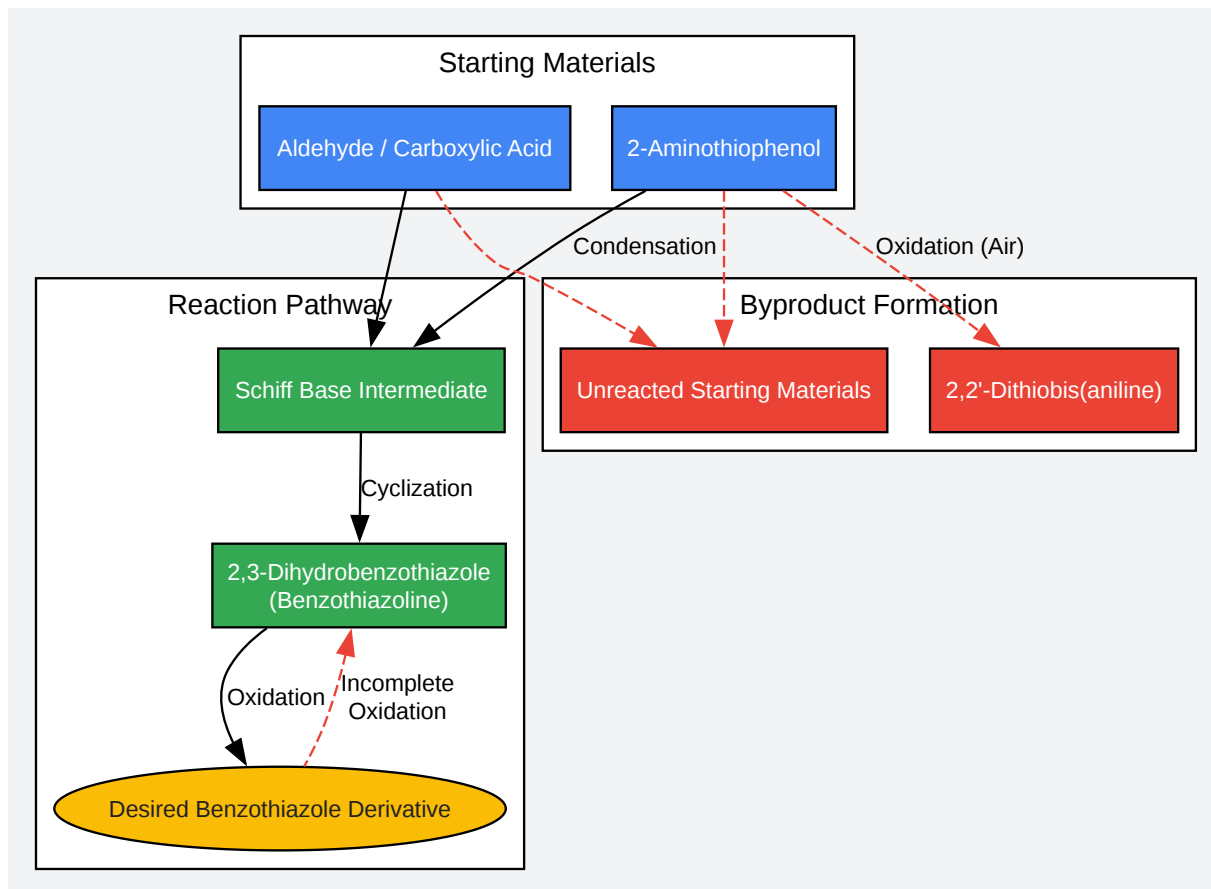 Starting Materials
Aldehyde / Carboxylic Acid
2-Aminothiophenol
Condensation
Oxidation (Air)
Reaction Pathway
Byproduct Formation
Schiff Base Intermediate
Unreacted Starting Materials
2,2'-Dithiobis(aniline)
Cyclization
2,3-Dihydrobenzothiazole
(Benzothiazoline)
Oxidation
Incomplete
Oxidation
Desired Benzothiazole Derivative